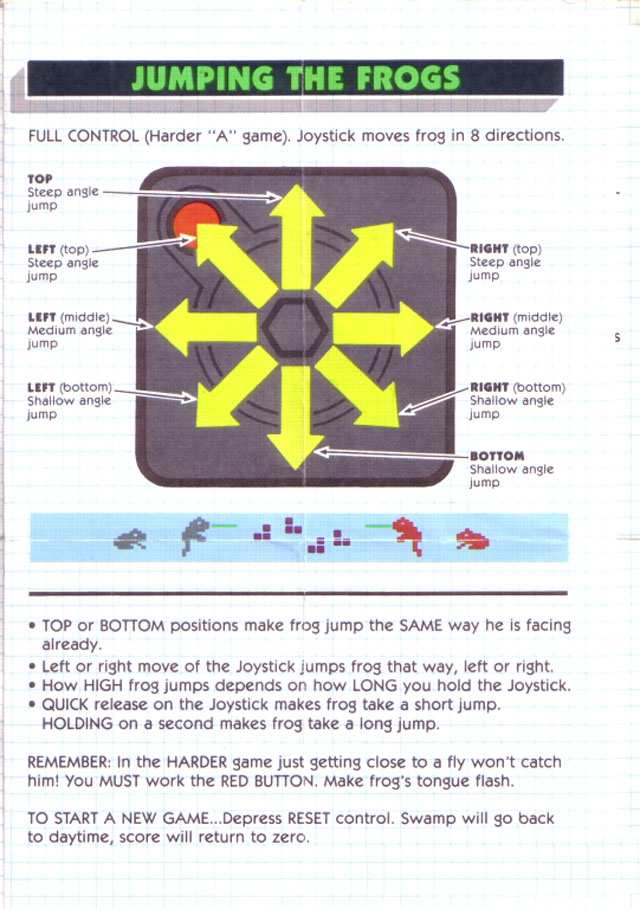 JUMPING THE FROGS
FULL CONTROL (Harder "A" game). Joystick moves frog in 8 directions.
TOP
Steep angle
jump
LEFT (top)
Steep angle
jump
LEFT (middle)
Medium angle
jump
LEFT (bottom)
Shallow angle
jump
RIGHT (top)
Steep angle
jump
RIGHT (middle)
Medium angle
jump
RIGHT (bottom)
Shallow angle
jump
BOTTOM
Shallow angle
jump
• TOP or BOTTOM positions make frog jump the SAME way he is facing
already.
• Left or right move of the Joystick jumps frog that way, left or right.
• How HIGH frog jumps depends on how LONG you hold the Joystick.
• QUICK release on the Joystick makes frog take a short jump.
HOLDING on a second makes frog take a long jump.
REMEMBER: In the HARDER game just getting close to a fly won't catch
him! You MUST work the RED BUTTON. Make frog's tongue flash.
TO START A NEW GAME...Depress RESET control. Swamp will go back
to daytime, score will return to zero.